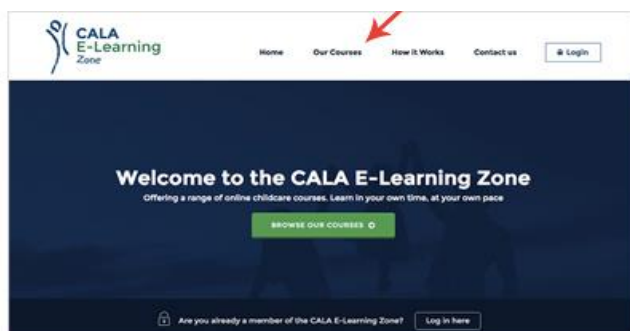 CALA
E-Learning
Zone
Home Our Courses How it Works Contact us Login
Welcome to the CALA E-Learning Zone
Offering a range of online childcare courses. Learn in your own time, at your own pace
BROWSE OUR COURSES
Are you already a member of the CALA E-Learning Zone? Log in here